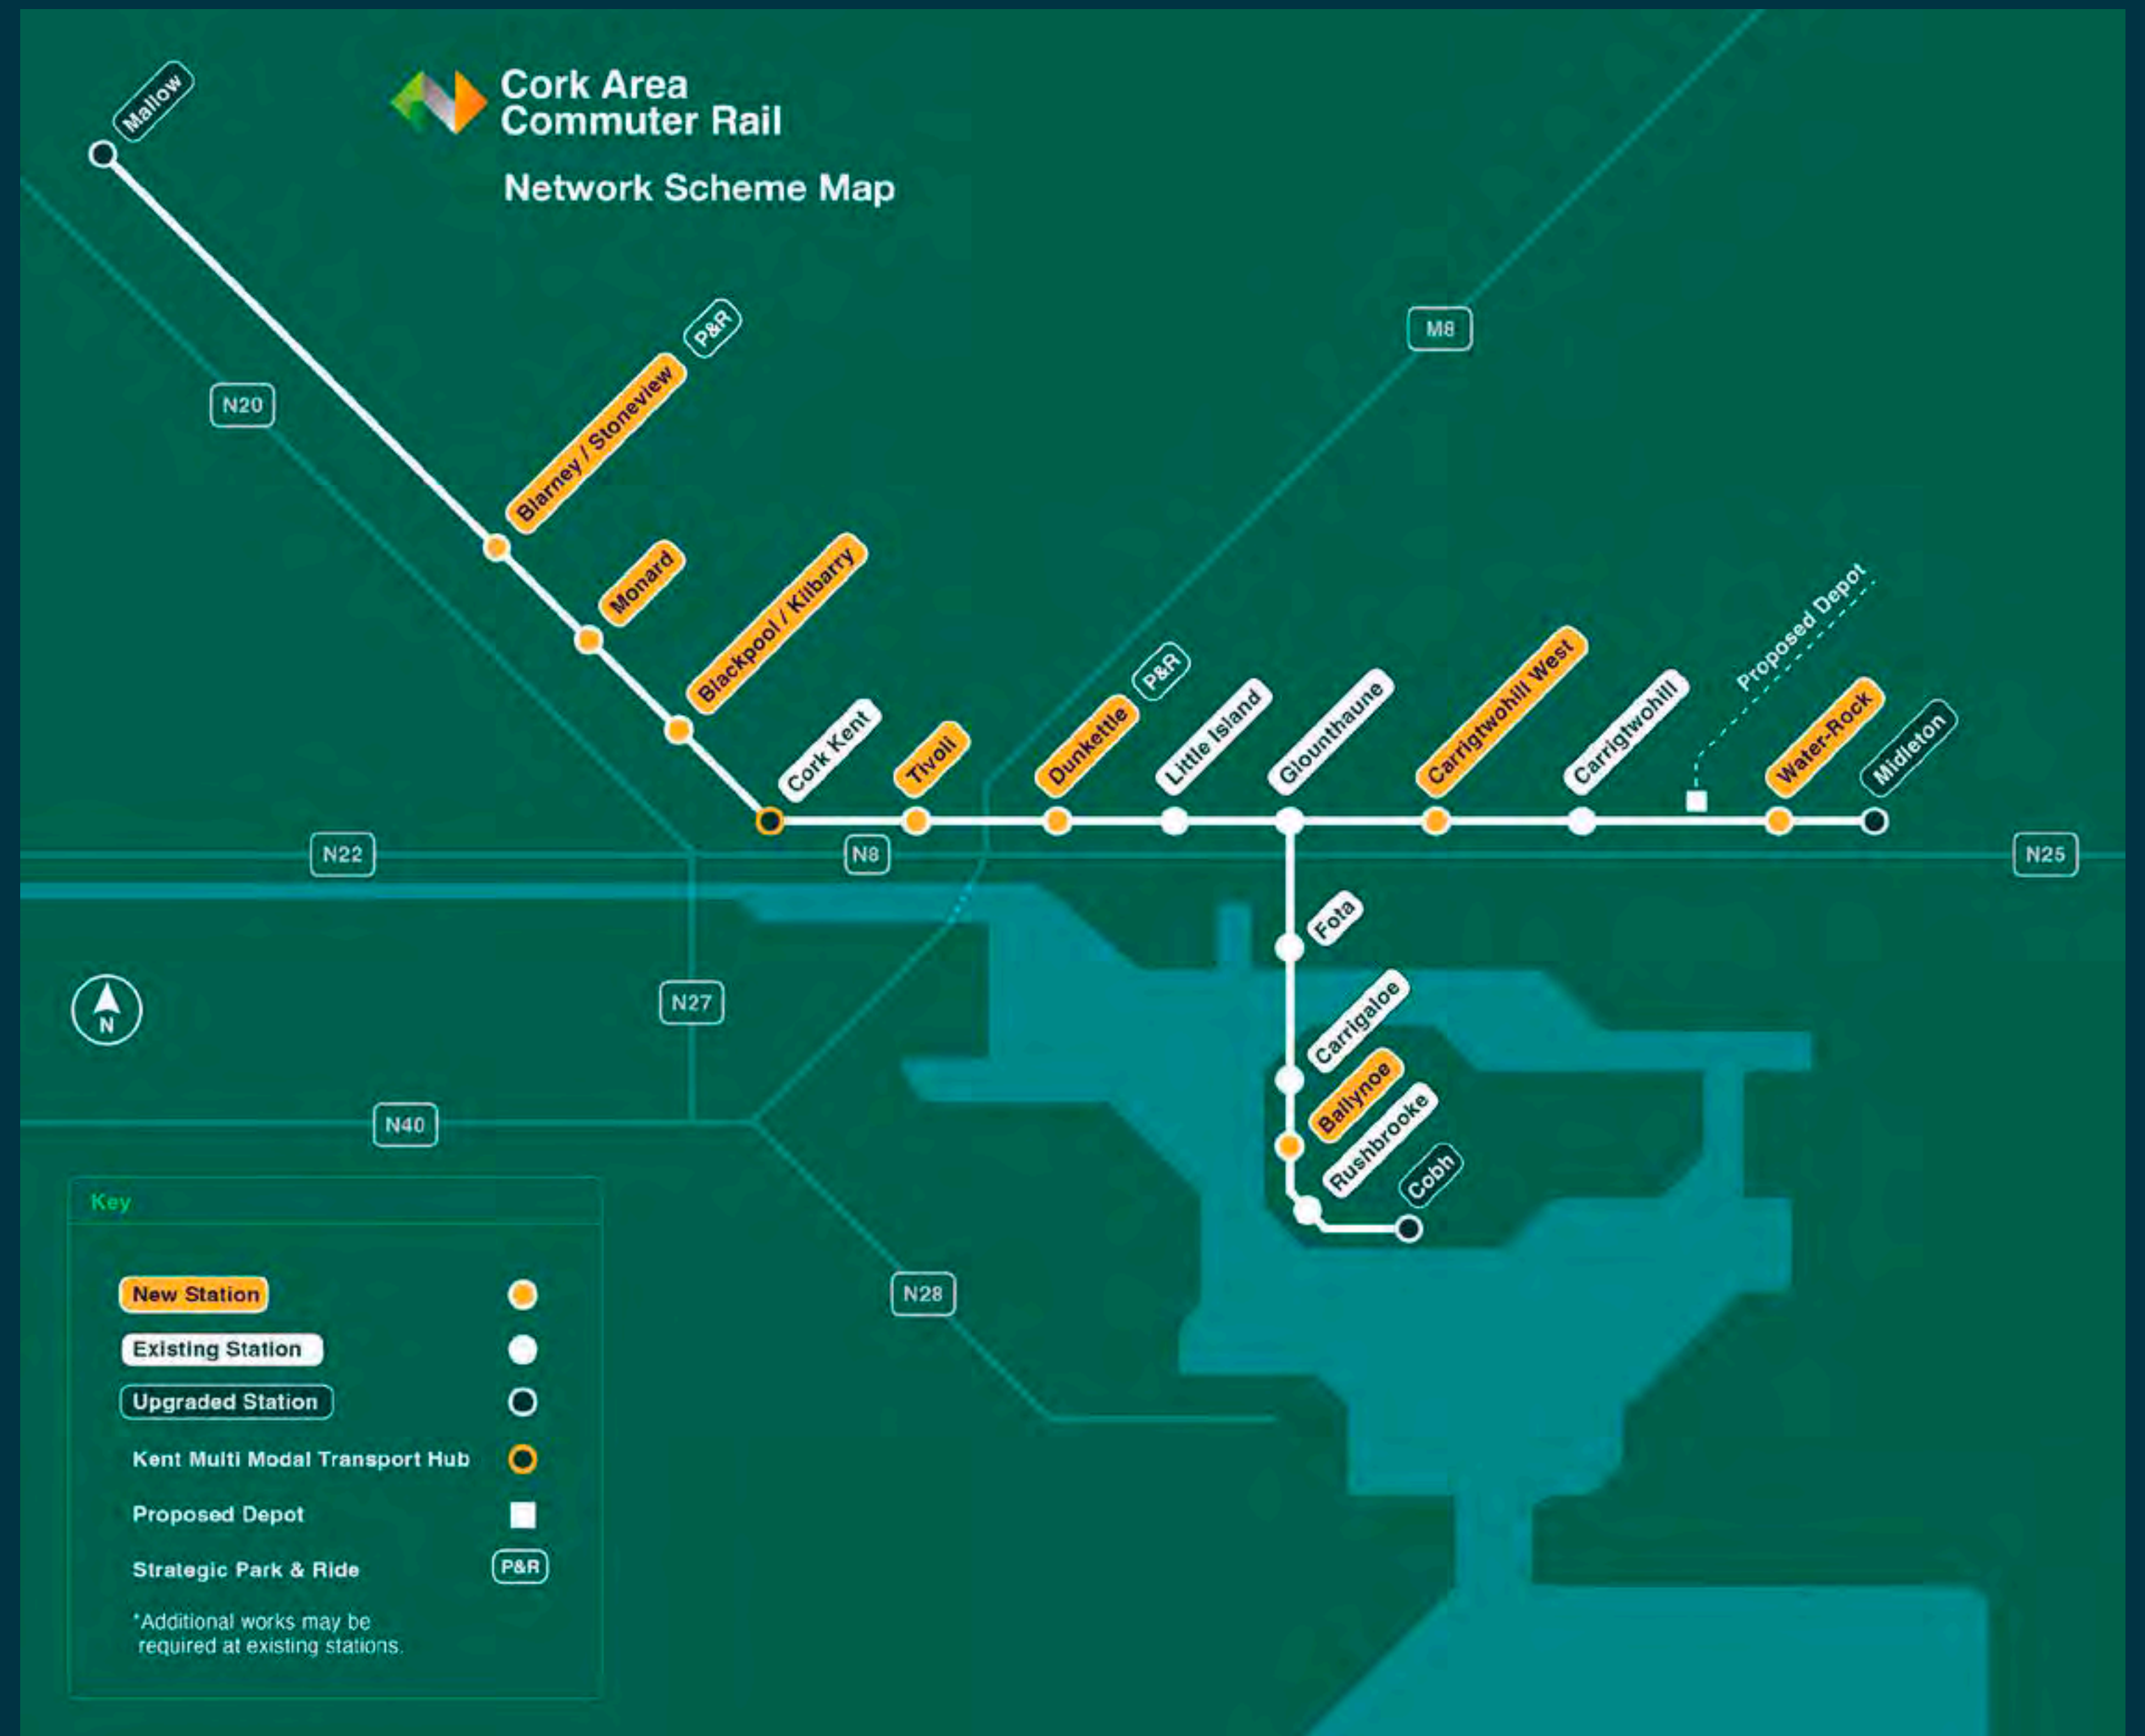 Cork Area
Commuter Rail
Network Scheme Map
Mallow
N20
M8
Blarney / Stoneview
P&R
Monard
Blackpool / Kilbarry
Cork Kent
Tivoli
Dunkettle
P&R
Little Island
Glounthaune
Carrigtwohill West
Carrigtwohill
Proposed Depot
Water-Rock
Midleton
N22
N8
N25
Fota
Carrigaloe
Ballynoe
Rushbrooke
Cobh
N
N27
N40
N28
Key
New Station
Existing Station
Upgraded Station
Kent Multi Modal Transport Hub
Proposed Depot
Strategic Park & Ride
P&R
*Additional works may be
required at existing stations.